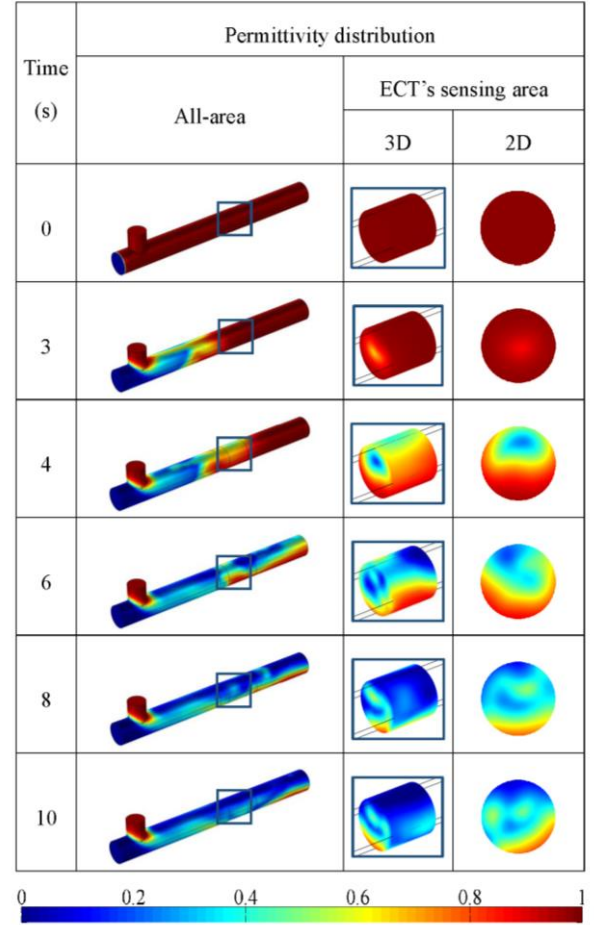 Permittivity distribution
Time
(s)
All-area
ECT's sensing area
3D
2D
0
3
4
6
8
10
0 0.2 0.4 0.6 0.8 1